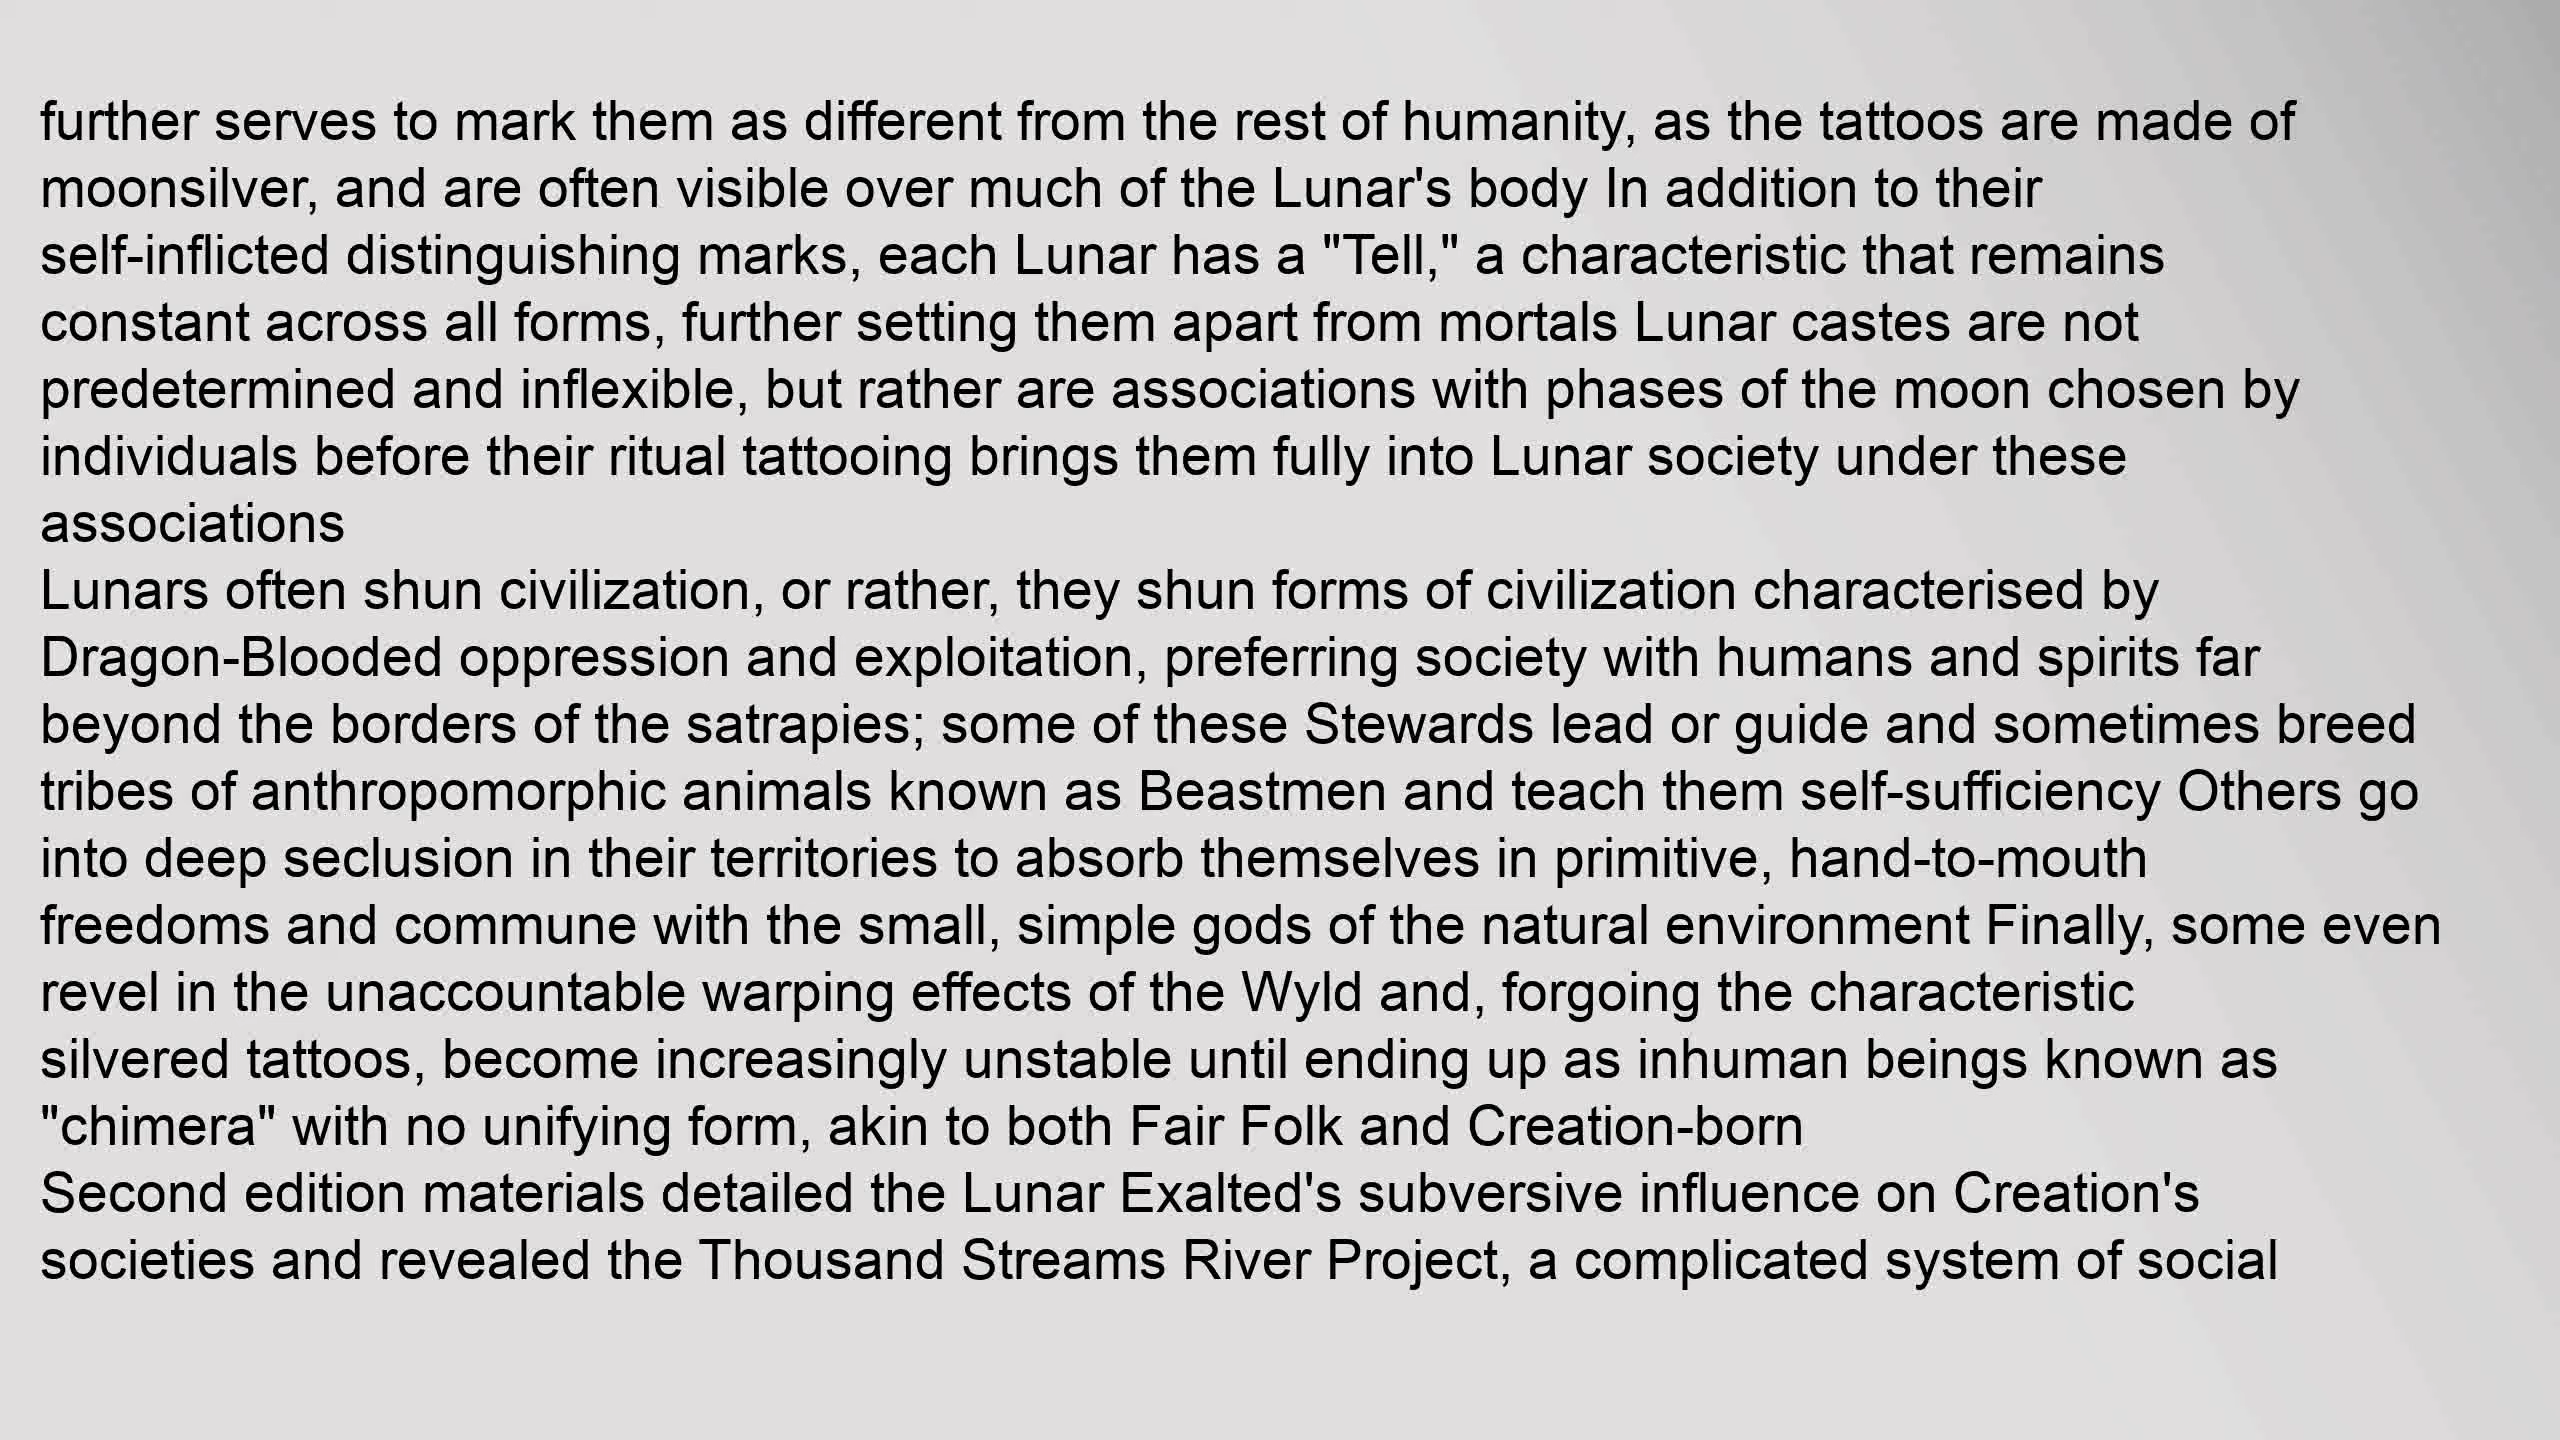 further serves to mark them as different from the rest of humanity, as the tattoos are made of
moonsilver, and are often visible over much of the Lunar's body In addition to their
self-inflicted distinguishing marks, each Lunar has a "Tell," a characteristic that remains
constant across all forms, further setting them apart from mortals Lunar castes are not
predetermined and inflexible, but rather are associations with phases of the moon chosen by
individuals before their ritual tattooing brings them fully into Lunar society under these
associations
Lunars often shun civilization, or rather, they shun forms of civilization characterised by
Dragon-Blooded oppression and exploitation, preferring society with humans and spirits far
beyond the borders of the satrapies; some of these Stewards lead or guide and sometimes breed
tribes of anthropomorphic animals known as Beastmen and teach them self-sufficiency Others go
into deep seclusion in their territories to absorb themselves in primitive, hand-to-mouth
freedoms and commune with the small, simple gods of the natural environment Finally, some even
revel in the unaccountable warping effects of the Wyld and, forgoing the characteristic
silvered tattoos, become increasingly unstable until ending up as inhuman beings known as
"chimera" with no unifying form, akin to both Fair Folk and Creation-born
Second edition materials detailed the Lunar Exalted's subversive influence on Creation's
societies and revealed the Thousand Streams River Project, a complicated system of social